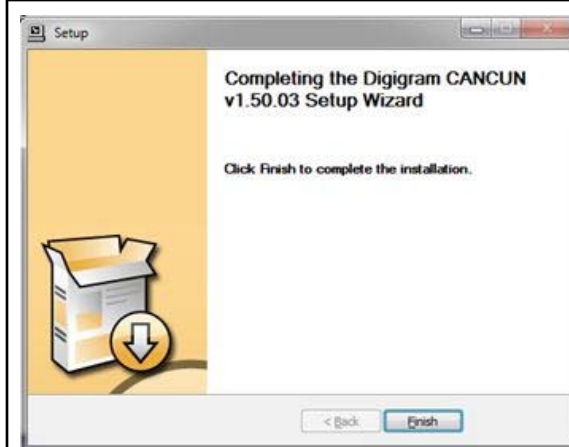 Setup
Completing the Digigram CANCUN
v1.50.03 Setup Wizard
Click Finish to complete the installation.
< Back
Finish